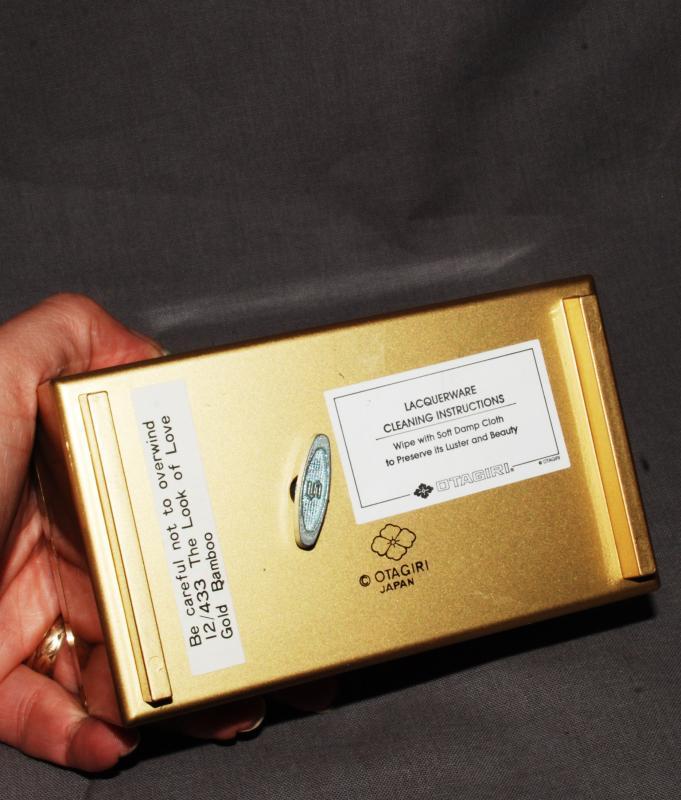 Be careful not to overwind
12/433 The Look of Love
Gold Bamboo
LACQUERWARE
CLEANING INSTRUCTIONS
Wipe with Soft Damp Cloth
to Preserve its Luster and Beauty
OTAGIRI®
© OTAGIRI
© OTAGIRI
JAPAN